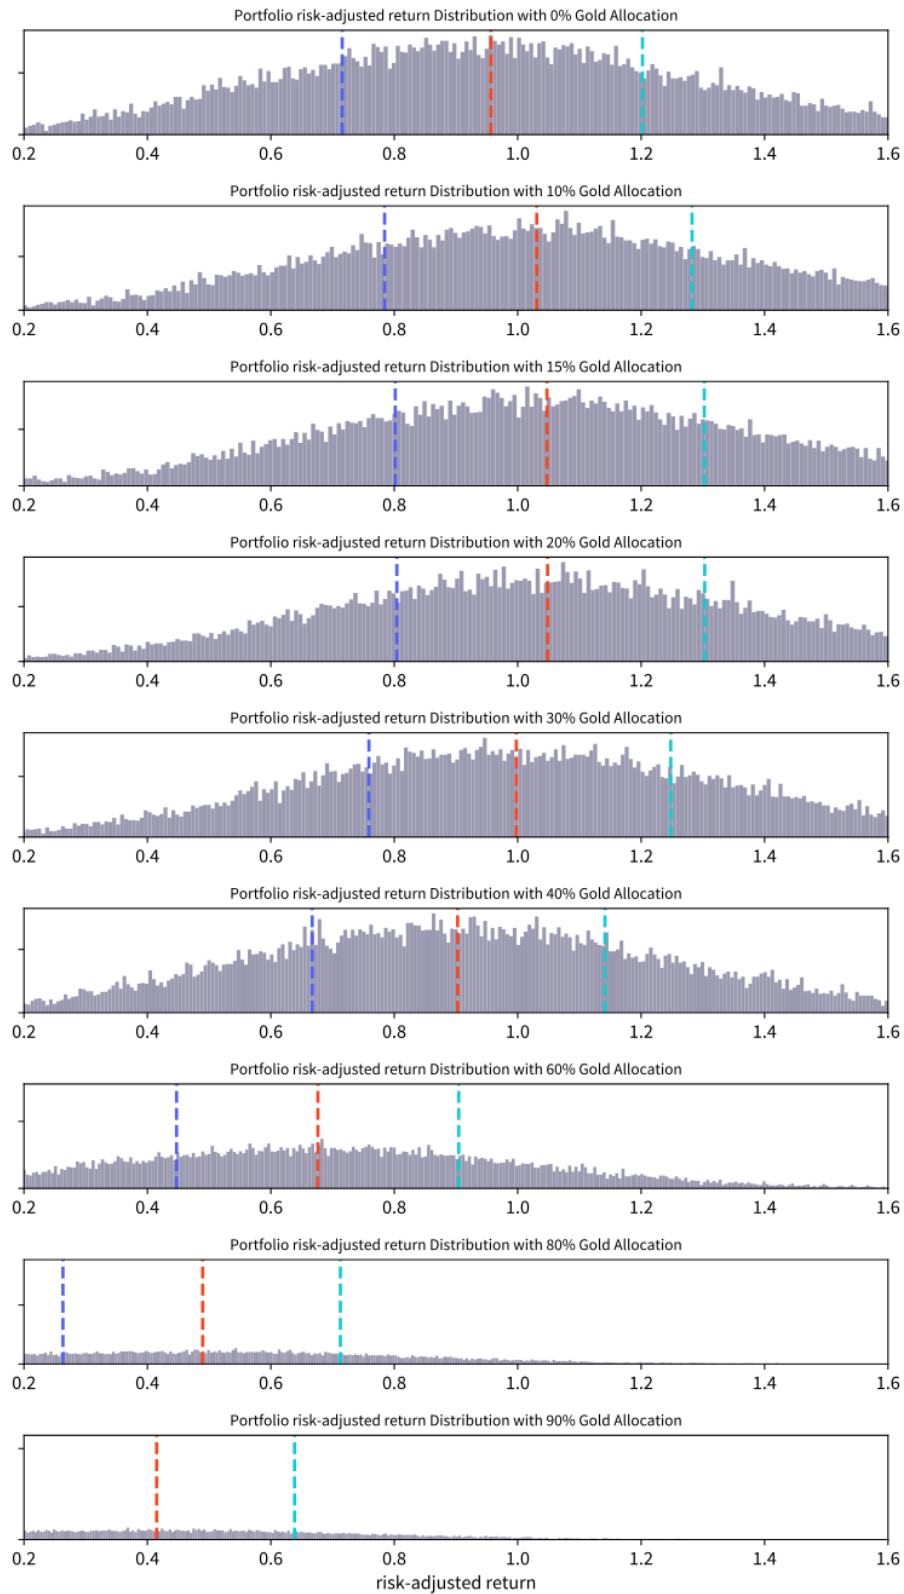 Portfolio risk-adjusted return Distribution with 0% Gold Allocation
0.2 0.4 0.6 0.8 1.0 1.2 1.4 1.6
Portfolio risk-adjusted return Distribution with 10% Gold Allocation
0.2 0.4 0.6 0.8 1.0 1.2 1.4 1.6
Portfolio risk-adjusted return Distribution with 15% Gold Allocation
0.2 0.4 0.6 0.8 1.0 1.2 1.4 1.6
Portfolio risk-adjusted return Distribution with 20% Gold Allocation
0.2 0.4 0.6 0.8 1.0 1.2 1.4 1.6
Portfolio risk-adjusted return Distribution with 30% Gold Allocation
0.2 0.4 0.6 0.8 1.0 1.2 1.4 1.6
Portfolio risk-adjusted return Distribution with 40% Gold Allocation
0.2 0.4 0.6 0.8 1.0 1.2 1.4 1.6
Portfolio risk-adjusted return Distribution with 60% Gold Allocation
0.2 0.4 0.6 0.8 1.0 1.2 1.4 1.6
Portfolio risk-adjusted return Distribution with 80% Gold Allocation
0.2 0.4 0.6 0.8 1.0 1.2 1.4 1.6
Portfolio risk-adjusted return Distribution with 90% Gold Allocation
0.2 0.4 0.6 0.8 1.0 1.2 1.4 1.6
risk-adjusted return